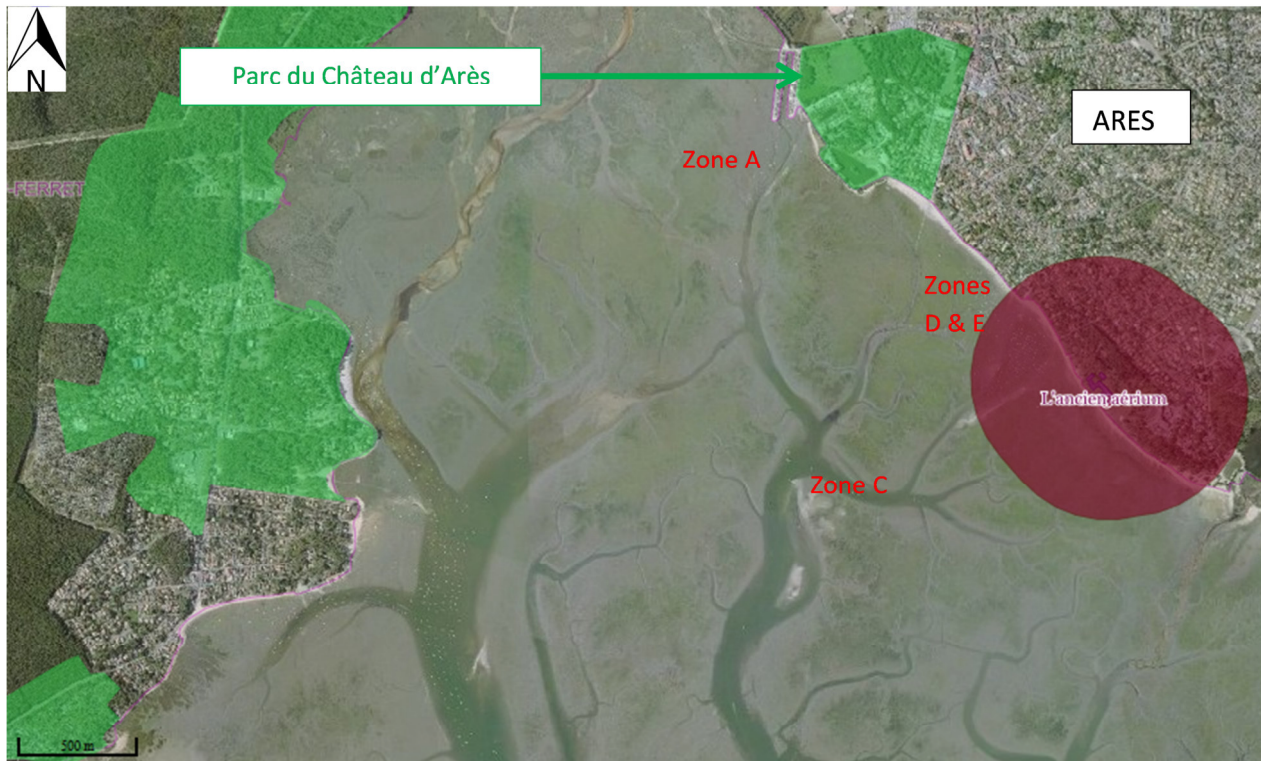 N
Parc du Château d’Arès
ARES
Zone A
FERRET
Zones
D & E
L'ancien aérium
Zone C
500 m